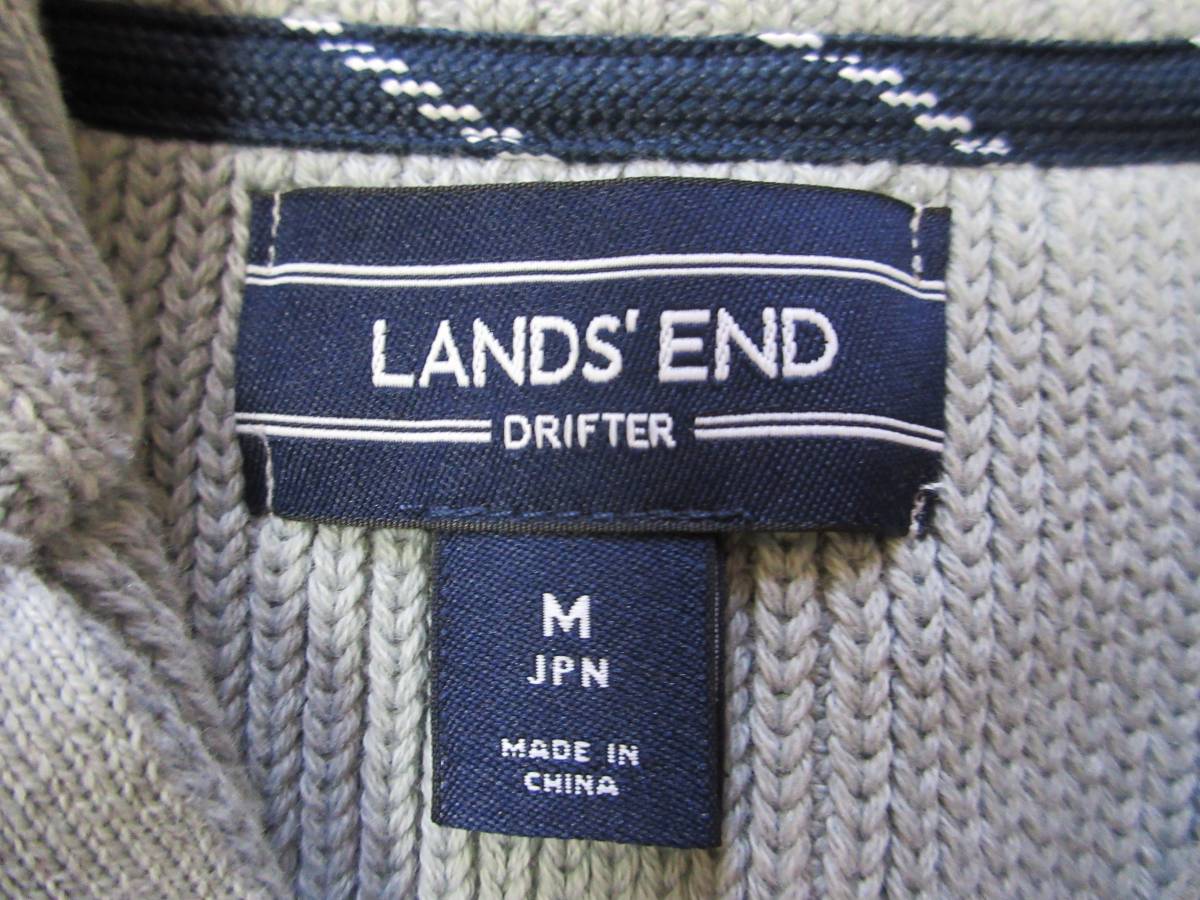 LANDS' END
DRIFTER
M
JPN
MADE IN
CHINA